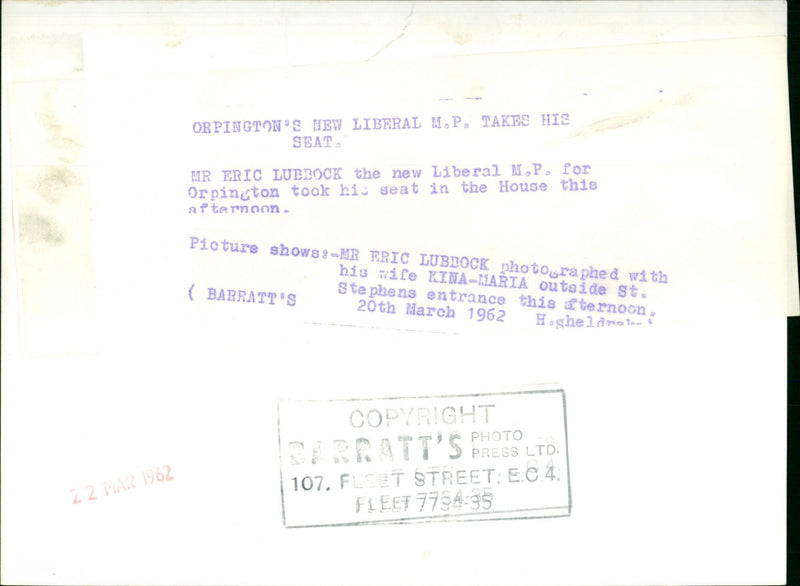 ORPINGTON'S NEW LIBERAL M.P. TAKES HIS
SEAT.
MR ERIC LUBBOCK the new Liberal M.P. for
Orpington took his seat in the House this
afternoon.
Picture shows:-MR ERIC LUBBOCK photographed with
his wife KINA-MARIA outside St.
Stephens entrance this afternoon.
( BARRATT'S 20th March 1962
COPYRIGHT
BARRATT'S PHOTO
PRESS LTD.
107, FLEET STREET, E.C.4.
FLEET 7734-35
22 MAR 1962